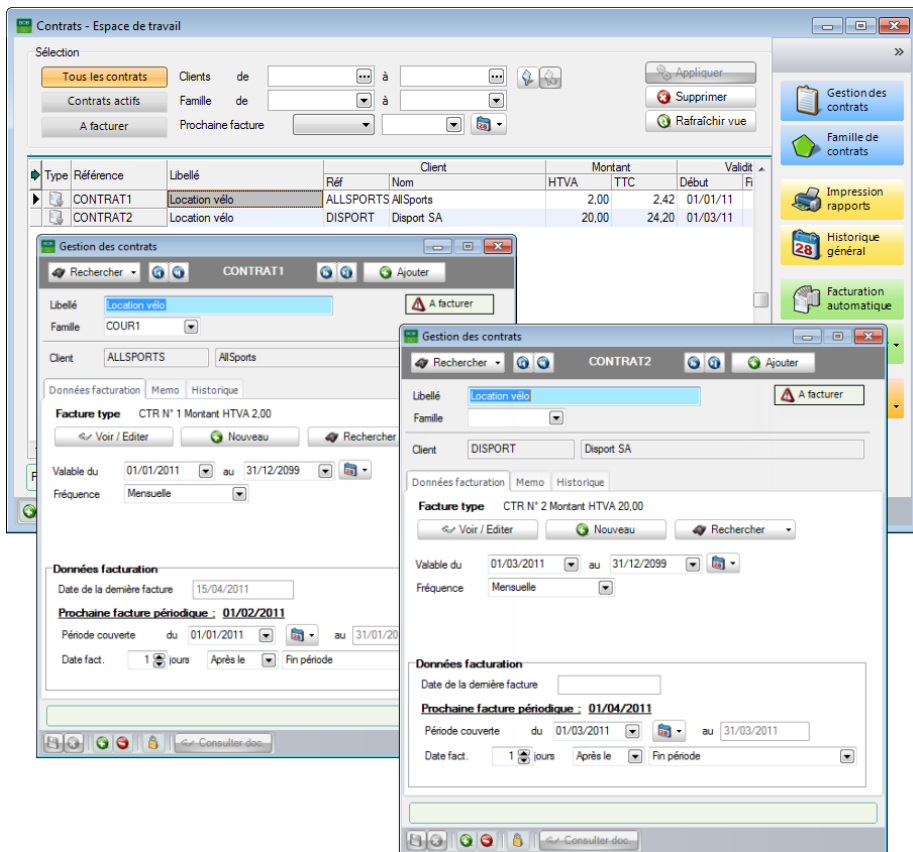 Contrats - Espace de travail
Sélection
Tous les contrats Clients de à Appliquer
Contrats actifs Famille de à Supprimer
A facturer Prochaine facture Rafraîchir vue
»
Gestion des contrats
Famille de contrats
Impression rapports
Historique général
28
Facturation automatique
Type Référence Libellé Client Montant Validit
Réf Nom HTVA TTC Début
CONTRAT1 Location vélo ALLSPORTS AllSports 2,00 2,42 01/01/11
CONTRAT2 Location vélo DISPORT Disport SA 20,00 24,20 01/03/11
Gestion des contrats
Rechercher CONTRAT1 Ajouter
Libellé Location vélo A facturer
Famille COUR1
Client ALLSPORTS AllSports
Données facturation Memo Historique
Facture type CTR N° 1 Montant HTVA 2,00
Voir / Editer Nouveau Rechercher
Valable du 01/01/2011 au 31/12/2099
Fréquence Mensuelle
Données facturation
Date de la dernière facture 15/04/2011
Prochaine facture périodique : 01/02/2011
Période couverte du 01/01/2011 au 31/01/20
Date fact. 1 jours Après le Fin période
Consulter doc.
Gestion des contrats
Rechercher CONTRAT2 Ajouter
Libellé Location vélo A facturer
Famille
Client DISPORT Disport SA
Données facturation Memo Historique
Facture type CTR N° 2 Montant HTVA 20,00
Voir / Editer Nouveau Rechercher
Valable du 01/03/2011 au 31/12/2099
Fréquence Mensuelle
Données facturation
Date de la dernière facture
Prochaine facture périodique : 01/04/2011
Période couverte du 01/03/2011 au 31/03/2011
Date fact. 1 jours Après le Fin période
Consulter doc.